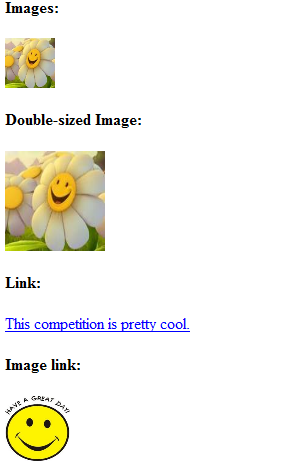 Images:
Double-sized Image:
Link:
This competition is pretty cool.
Image link:
HAVE A GREAT DAY!